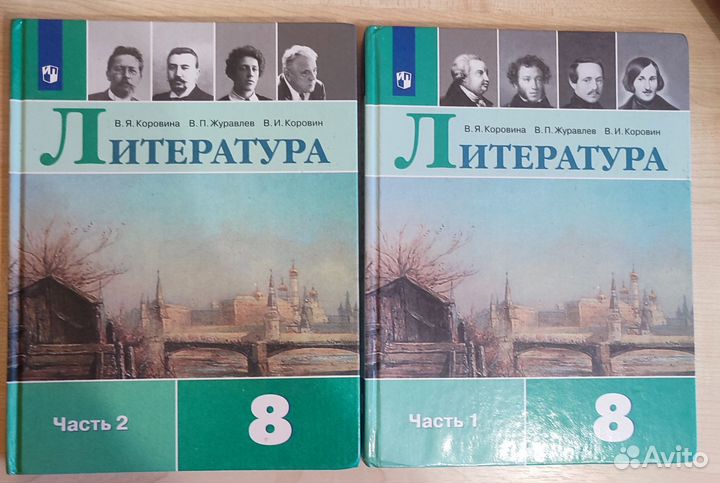 В. Я. Коровина В. П. Журавлев В. И. Коровин
ЛИТЕРАТУРА
Часть 2
8
В. Я. Коровина В. П. Журавлев В. И. Коровин
ЛИТЕРАТУРА
Часть 1
8
Avito